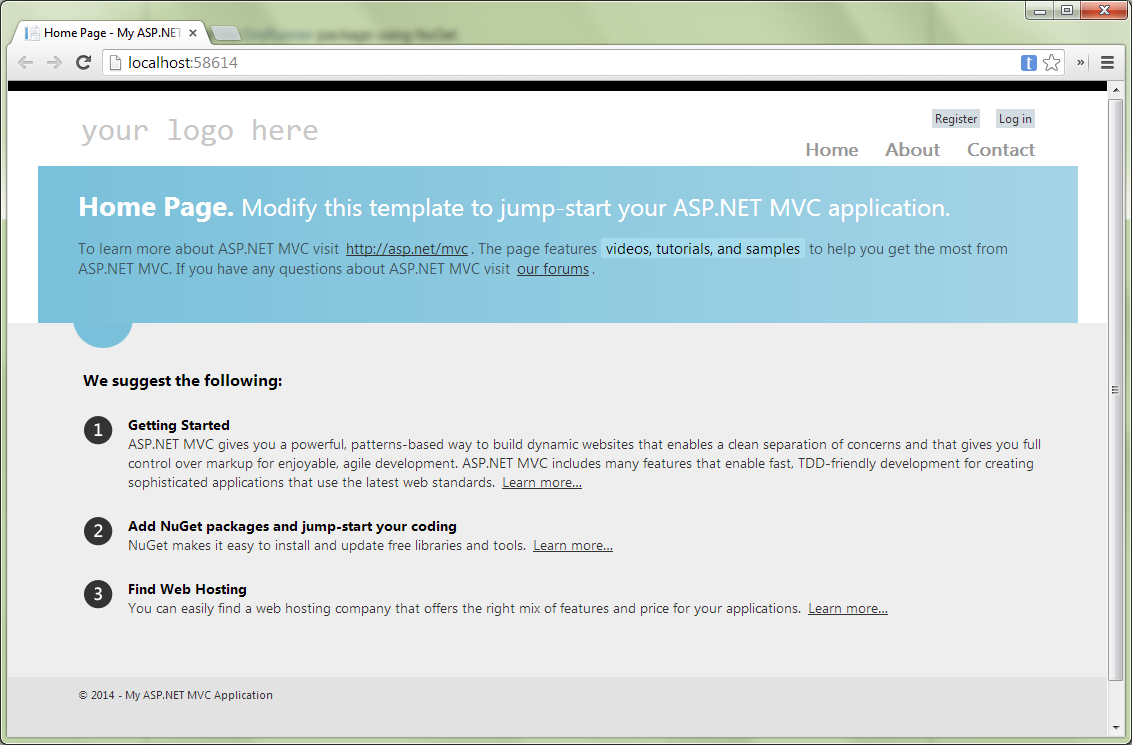 Home Page - My ASP.NET
package using NuGet
localhost:58614
your logo here
Register Log in
Home About Contact
Home Page. Modify this template to jump-start your ASP.NET MVC application.
To learn more about ASP.NET MVC visit http://asp.net/mvc. The page features videos, tutorials, and samples to help you get the most from
ASP.NET MVC. If you have any questions about ASP.NET MVC visit our forums.
We suggest the following:
1 Getting Started
ASP.NET MVC gives you a powerful, patterns-based way to build dynamic websites that enables a clean separation of concerns and that gives you full
control over markup for enjoyable, agile development. ASP.NET MVC includes many features that enable fast, TDD-friendly development for creating
sophisticated applications that use the latest web standards. Learn more...
2 Add NuGet packages and jump-start your coding
NuGet makes it easy to install and update free libraries and tools. Learn more...
3 Find Web Hosting
You can easily find a web hosting company that offers the right mix of features and price for your applications. Learn more...
© 2014 - My ASP.NET MVC Application